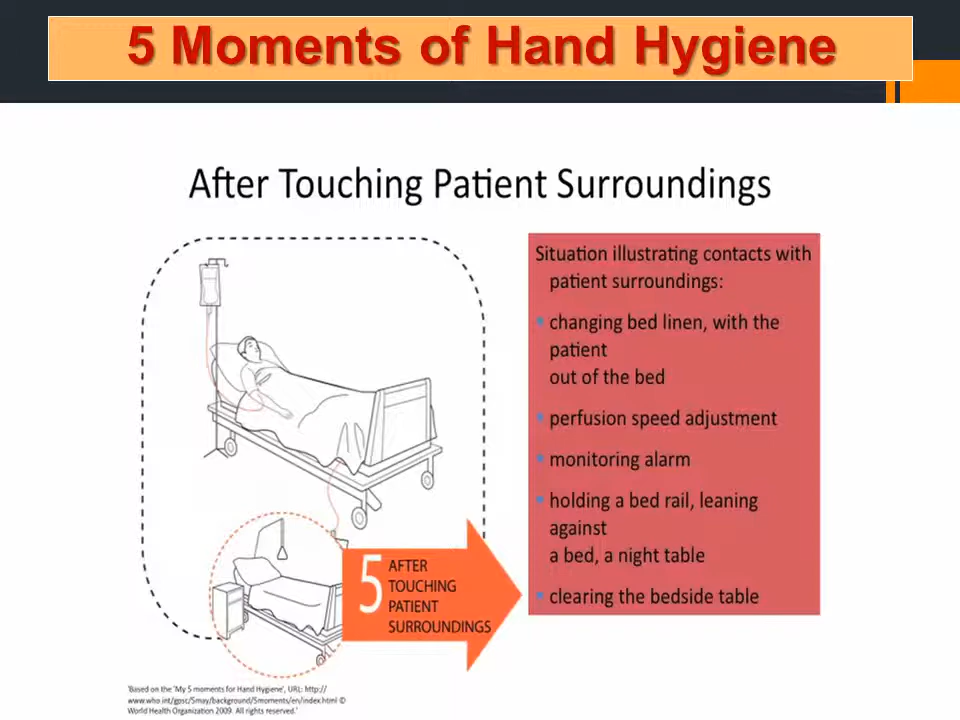 5 Moments of Hand Hygiene
After Touching Patient Surroundings
Situation illustrating contacts with
patient surroundings:
changing bed linen, with the
patient
out of the bed
perfusion speed adjustment
monitoring alarm
holding a bed rail, leaning
against
a bed, a night table
clearing the bedside table
5
AFTER
TOUCHING
PATIENT
SURROUNDINGS
'Based on the 'My 5 moments for Hand Hygiene', URL: http://
www.who.int/gpsc/5may/background/5moments/en/index.html ©
World Health Organization 2009. All rights reserved.'